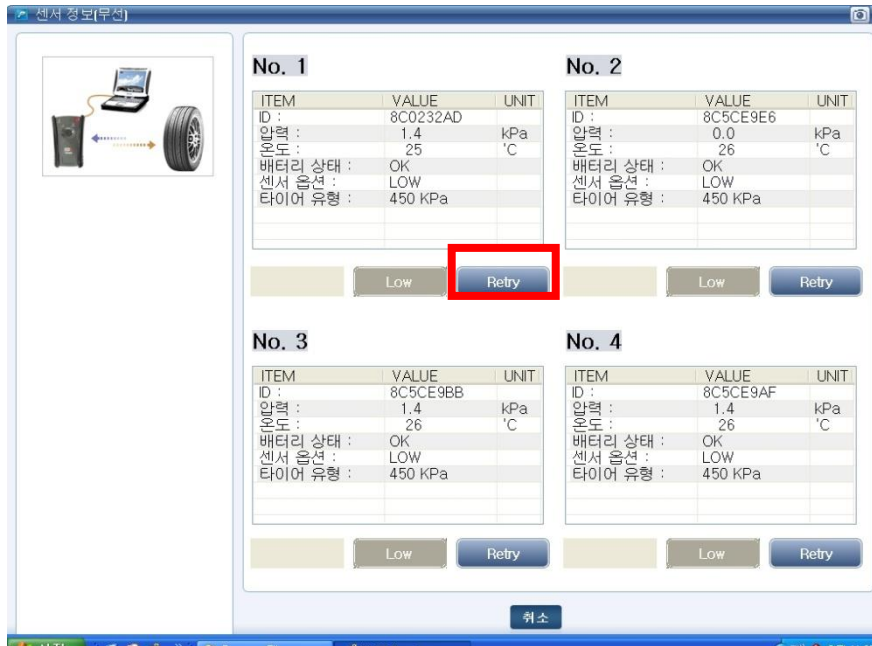 센서 정보(무선)
No. 1
ITEM VALUE UNIT
ID : 8C0232AD
압력 : 1.4 kPa
온도 : 25 'C
배터리 상태 : OK
센서 옵션 : LOW
타이어 유형 : 450 KPa
Low Retry
No. 2
ITEM VALUE UNIT
ID : 8C5CE9E6
압력 : 0.0 kPa
온도 : 26 'C
배터리 상태 : OK
센서 옵션 : LOW
타이어 유형 : 450 KPa
Low Retry
No. 3
ITEM VALUE UNIT
ID : 8C5CE9BB
압력 : 1.4 kPa
온도 : 26 'C
배터리 상태 : OK
센서 옵션 : LOW
타이어 유형 : 450 KPa
Low Retry
No. 4
ITEM VALUE UNIT
ID : 8C5CE9AF
압력 : 1.4 kPa
온도 : 26 'C
배터리 상태 : OK
센서 옵션 : LOW
타이어 유형 : 450 KPa
Low Retry
취소